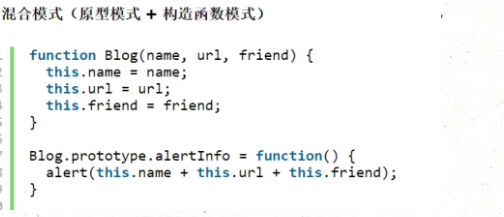 混合模式（原型模式 + 构造函数模式）
function Blog(name, url, friend) {
  this.name = name;
  this.url = url;
  this.friend = friend;
}
Blog.prototype.alertInfo = function() {
  alert(this.name + this.url + this.friend);
}